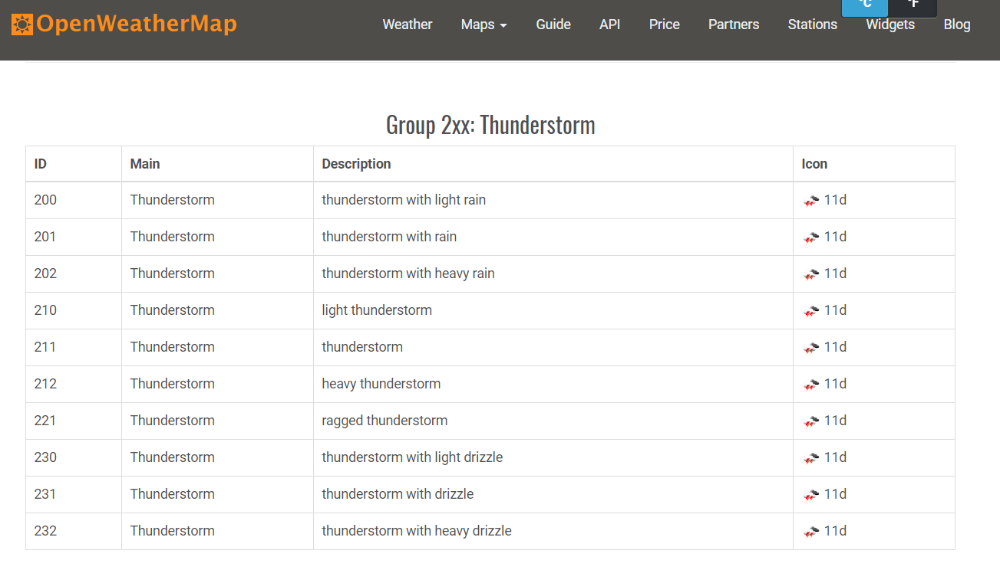 °C °F
OpenWeatherMap Weather Maps Guide API Price Partners Stations Widgets Blog
Group 2xx: Thunderstorm
ID Main Description Icon
200 Thunderstorm thunderstorm with light rain 11d
201 Thunderstorm thunderstorm with rain 11d
202 Thunderstorm thunderstorm with heavy rain 11d
210 Thunderstorm light thunderstorm 11d
211 Thunderstorm thunderstorm 11d
212 Thunderstorm heavy thunderstorm 11d
221 Thunderstorm ragged thunderstorm 11d
230 Thunderstorm thunderstorm with light drizzle 11d
231 Thunderstorm thunderstorm with drizzle 11d
232 Thunderstorm thunderstorm with heavy drizzle 11d